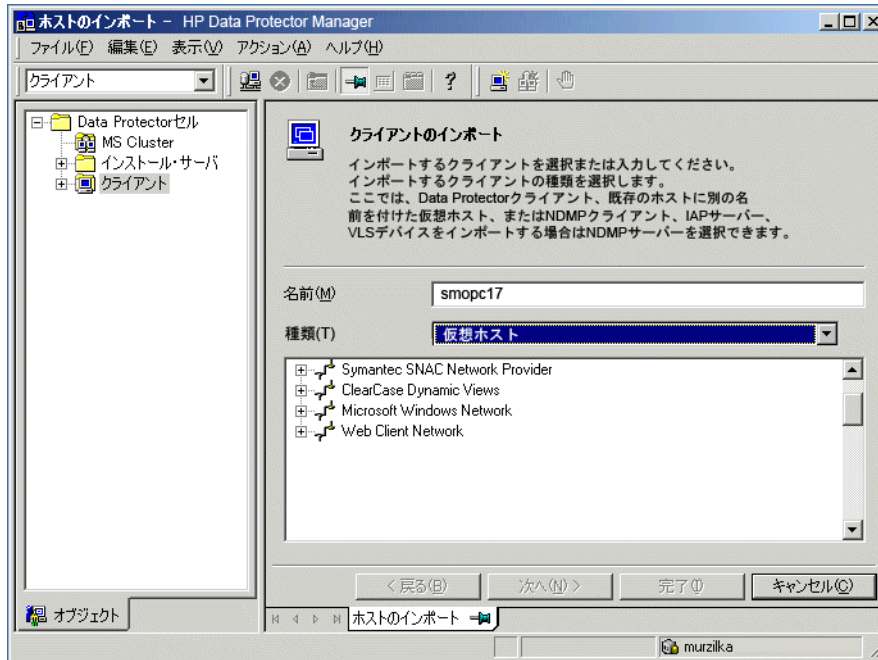 ホストのインポート - HP Data Protector Manager
ファイル(F) 編集(E) 表示(V) アクション(A) ヘルプ(H)
クライアント
Data Protectorセル
MS Cluster
インストール・サーバ
クライアント
クライアントのインポート
インポートするクライアントを選択または入力してください。
インポートするクライアントの種類を選択します。
ここでは、Data Protectorクライアント、既存のホストに別の名
前を付けた仮想ホスト、またはNDMPクライアント、IAPサーバー、
VLSデバイスをインポートする場合はNDMPサーバーを選択できます。
名前(M) smopc17
種類(T) 仮想ホスト
Symantec SNAC Network Provider
ClearCase Dynamic Views
Microsoft Windows Network
Web Client Network
< 戻る(B) 次へ(N) > 完了(I) キャンセル(C)
オブジェクト
ホストのインポート
murzilka